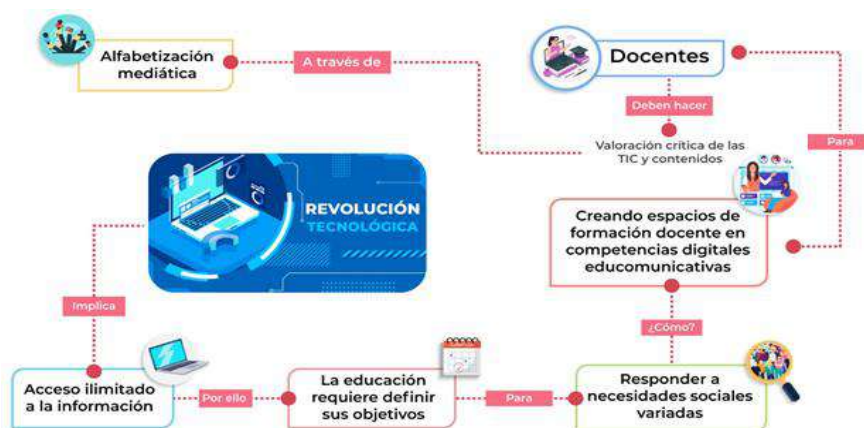 Alfabetización
mediática
A través de
Docentes
Deben hacer
Valoración crítica de las
TIC y contenidos
Para
REVOLUCIÓN
TECNOLÓGICA
Creando espacios de
formación docente en
competencias digitales
educomunicativas
Implica
¿Cómo?
Acceso ilimitado
a la información
Por ello
La educación
requiere definir
sus objetivos
Para
Responder a
necesidades sociales
variadas